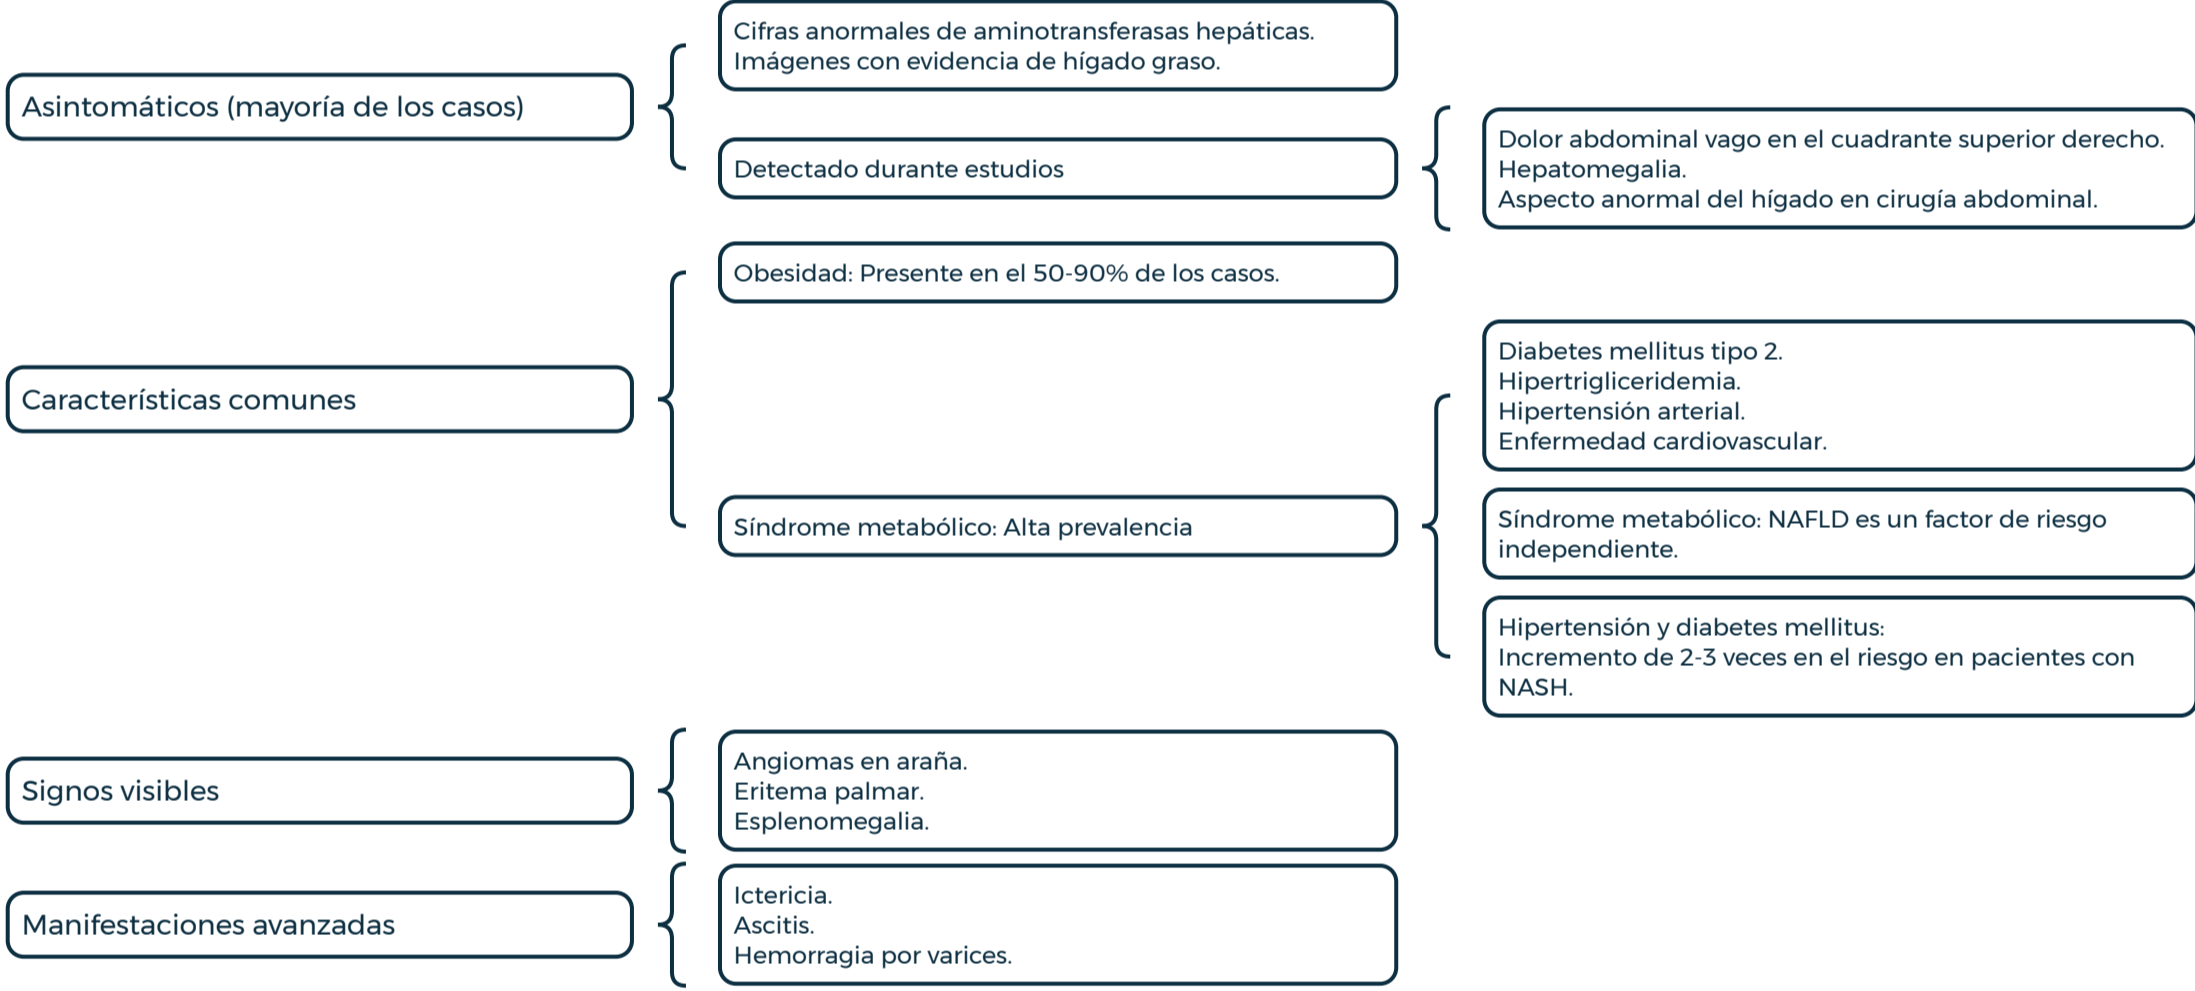 Asintomáticos (mayoría de los casos)
Cifras anormales de aminotransferasas hepáticas.
Imágenes con evidencia de hígado graso.
Detectado durante estudios
Dolor abdominal vago en el cuadrante superior derecho.
Hepatomegalia.
Aspecto anormal del hígado en cirugía abdominal.
Características comunes
Obesidad: Presente en el 50-90% de los casos.
Síndrome metabólico: Alta prevalencia
Diabetes mellitus tipo 2.
Hipertrigliceridemia.
Hipertensión arterial.
Enfermedad cardiovascular.
Síndrome metabólico: NAFLD es un factor de riesgo
independiente.
Hipertensión y diabetes mellitus:
Incremento de 2-3 veces en el riesgo en pacientes con
NASH.
Signos visibles
Angiomas en araña.
Eritema palmar.
Esplenomegalia.
Manifestaciones avanzadas
Ictericia.
Ascitis.
Hemorragia por varices.